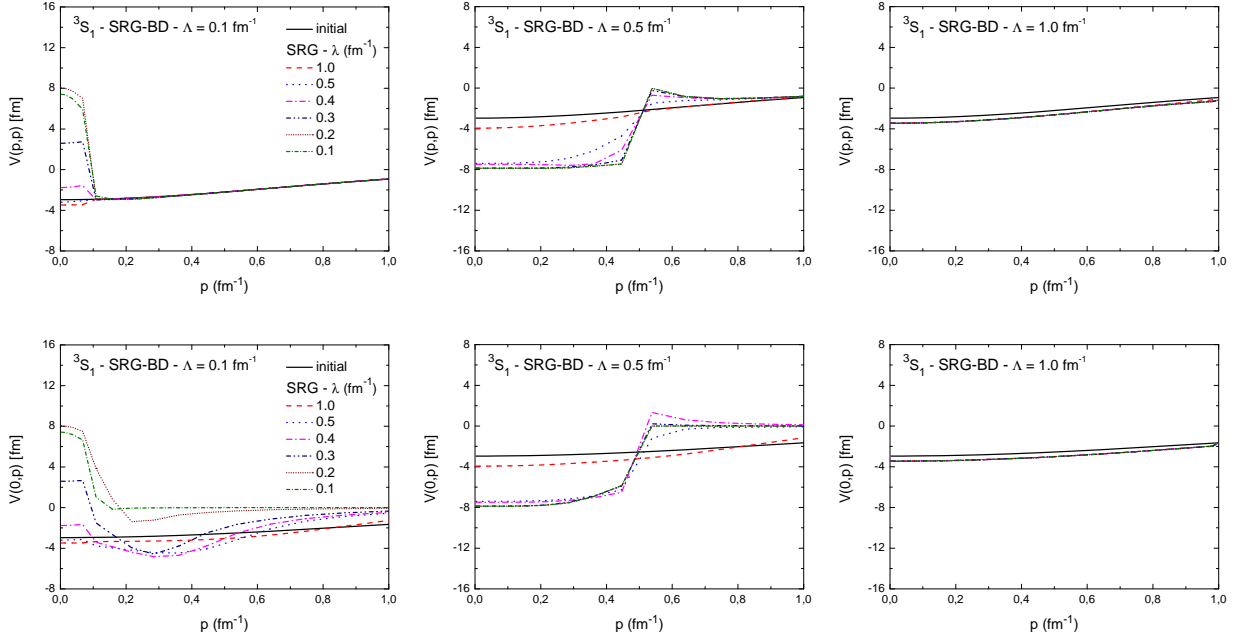 ³S₁ - SRG-BD - Λ = 0.1 fm⁻¹
initial
SRG - λ (fm⁻¹)
1.0
0.5
0.4
0.3
0.2
0.1
V(p,p) [fm]
16
12
8
4
0
-4
-8
0,0 0,2 0,4 0,6 0,8 1,0
p (fm⁻¹)
³S₁ - SRG-BD - Λ = 0.5 fm⁻¹
V(p,p) [fm]
8
4
0
-4
-8
-12
-16
0,0 0,2 0,4 0,6 0,8 1,0
p (fm⁻¹)
³S₁ - SRG-BD - Λ = 1.0 fm⁻¹
V(p,p) [fm]
8
4
0
-4
-8
-12
-16
0,0 0,2 0,4 0,6 0,8 1,0
p (fm⁻¹)
³S₁ - SRG-BD - Λ = 0.1 fm⁻¹
initial
SRG - λ (fm⁻¹)
1.0
0.5
0.4
0.3
0.2
0.1
V(0,p) [fm]
16
12
8
4
0
-4
-8
0,0 0,2 0,4 0,6 0,8 1,0
p (fm⁻¹)
³S₁ - SRG-BD - Λ = 0.5 fm⁻¹
V(0,p) [fm]
8
4
0
-4
-8
-12
-16
0,0 0,2 0,4 0,6 0,8 1,0
p (fm⁻¹)
³S₁ - SRG-BD - Λ = 1.0 fm⁻¹
V(0,p) [fm]
8
4
0
-4
-8
-12
-16
0,0 0,2 0,4 0,6 0,8 1,0
p (fm⁻¹)